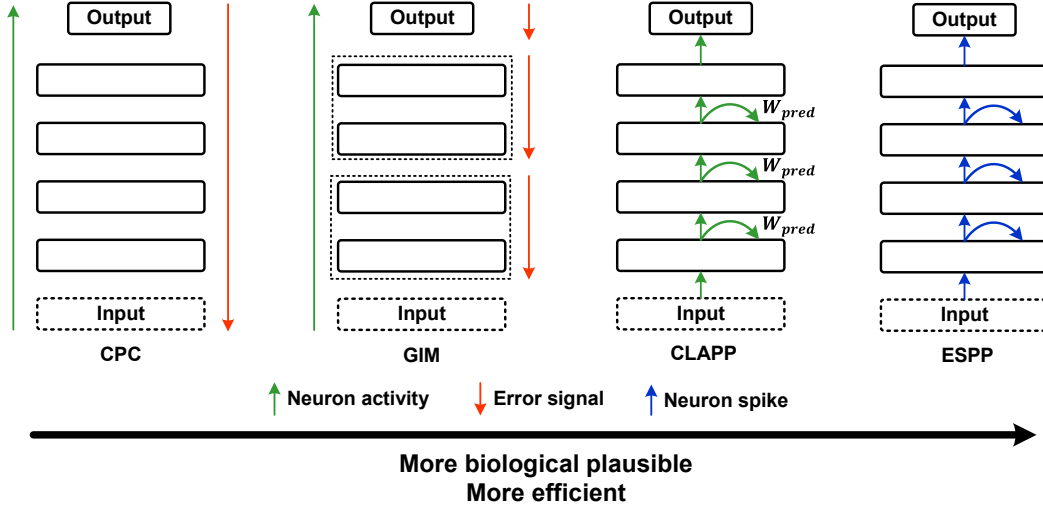 Output
Output
Output
Output
W_pred
W_pred
W_pred
Input
Input
Input
Input
CPC
GIM
CLAPP
ESPP
Neuron activity
Error signal
Neuron spike
More biological plausible
More efficient